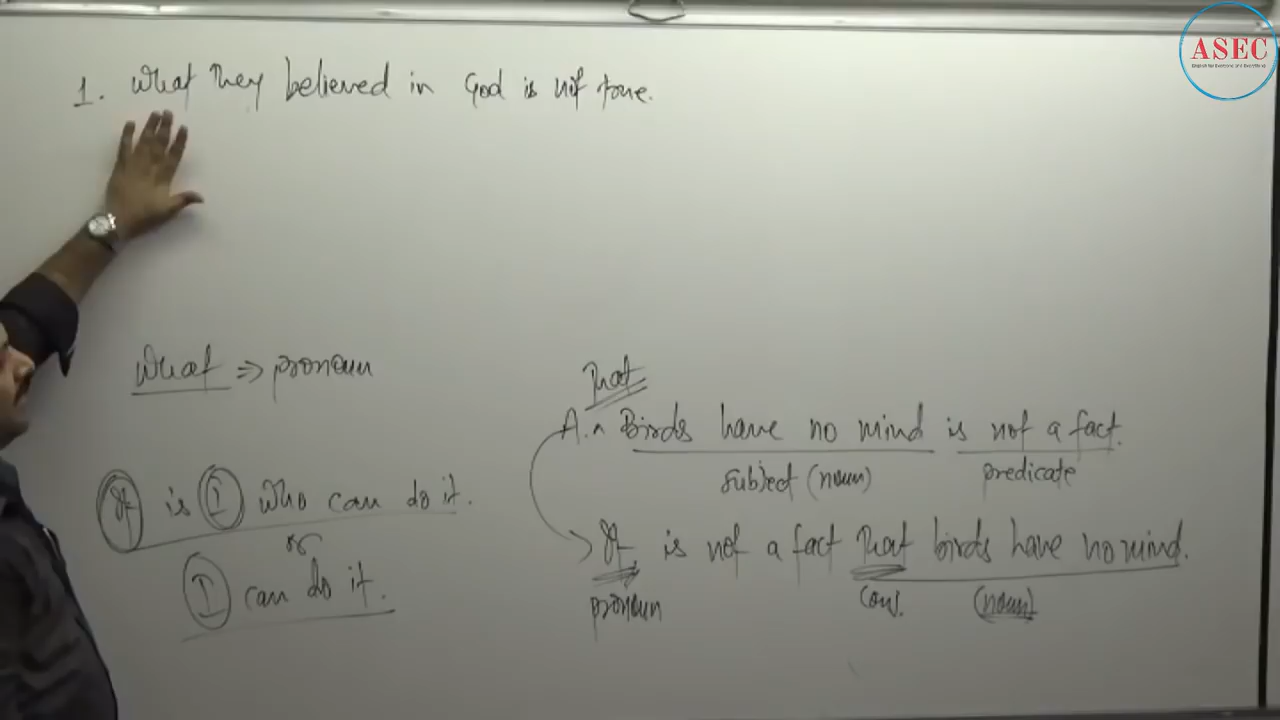 ASEC
1. What they believed in God is not true.
What => pronoun
That
A. ^ Birds have no mind is not a fact.
subject (noun) predicate
It is I who can do it.
or
I can do it.
It is not a fact that birds have no mind.
pronoun conj. (noun)